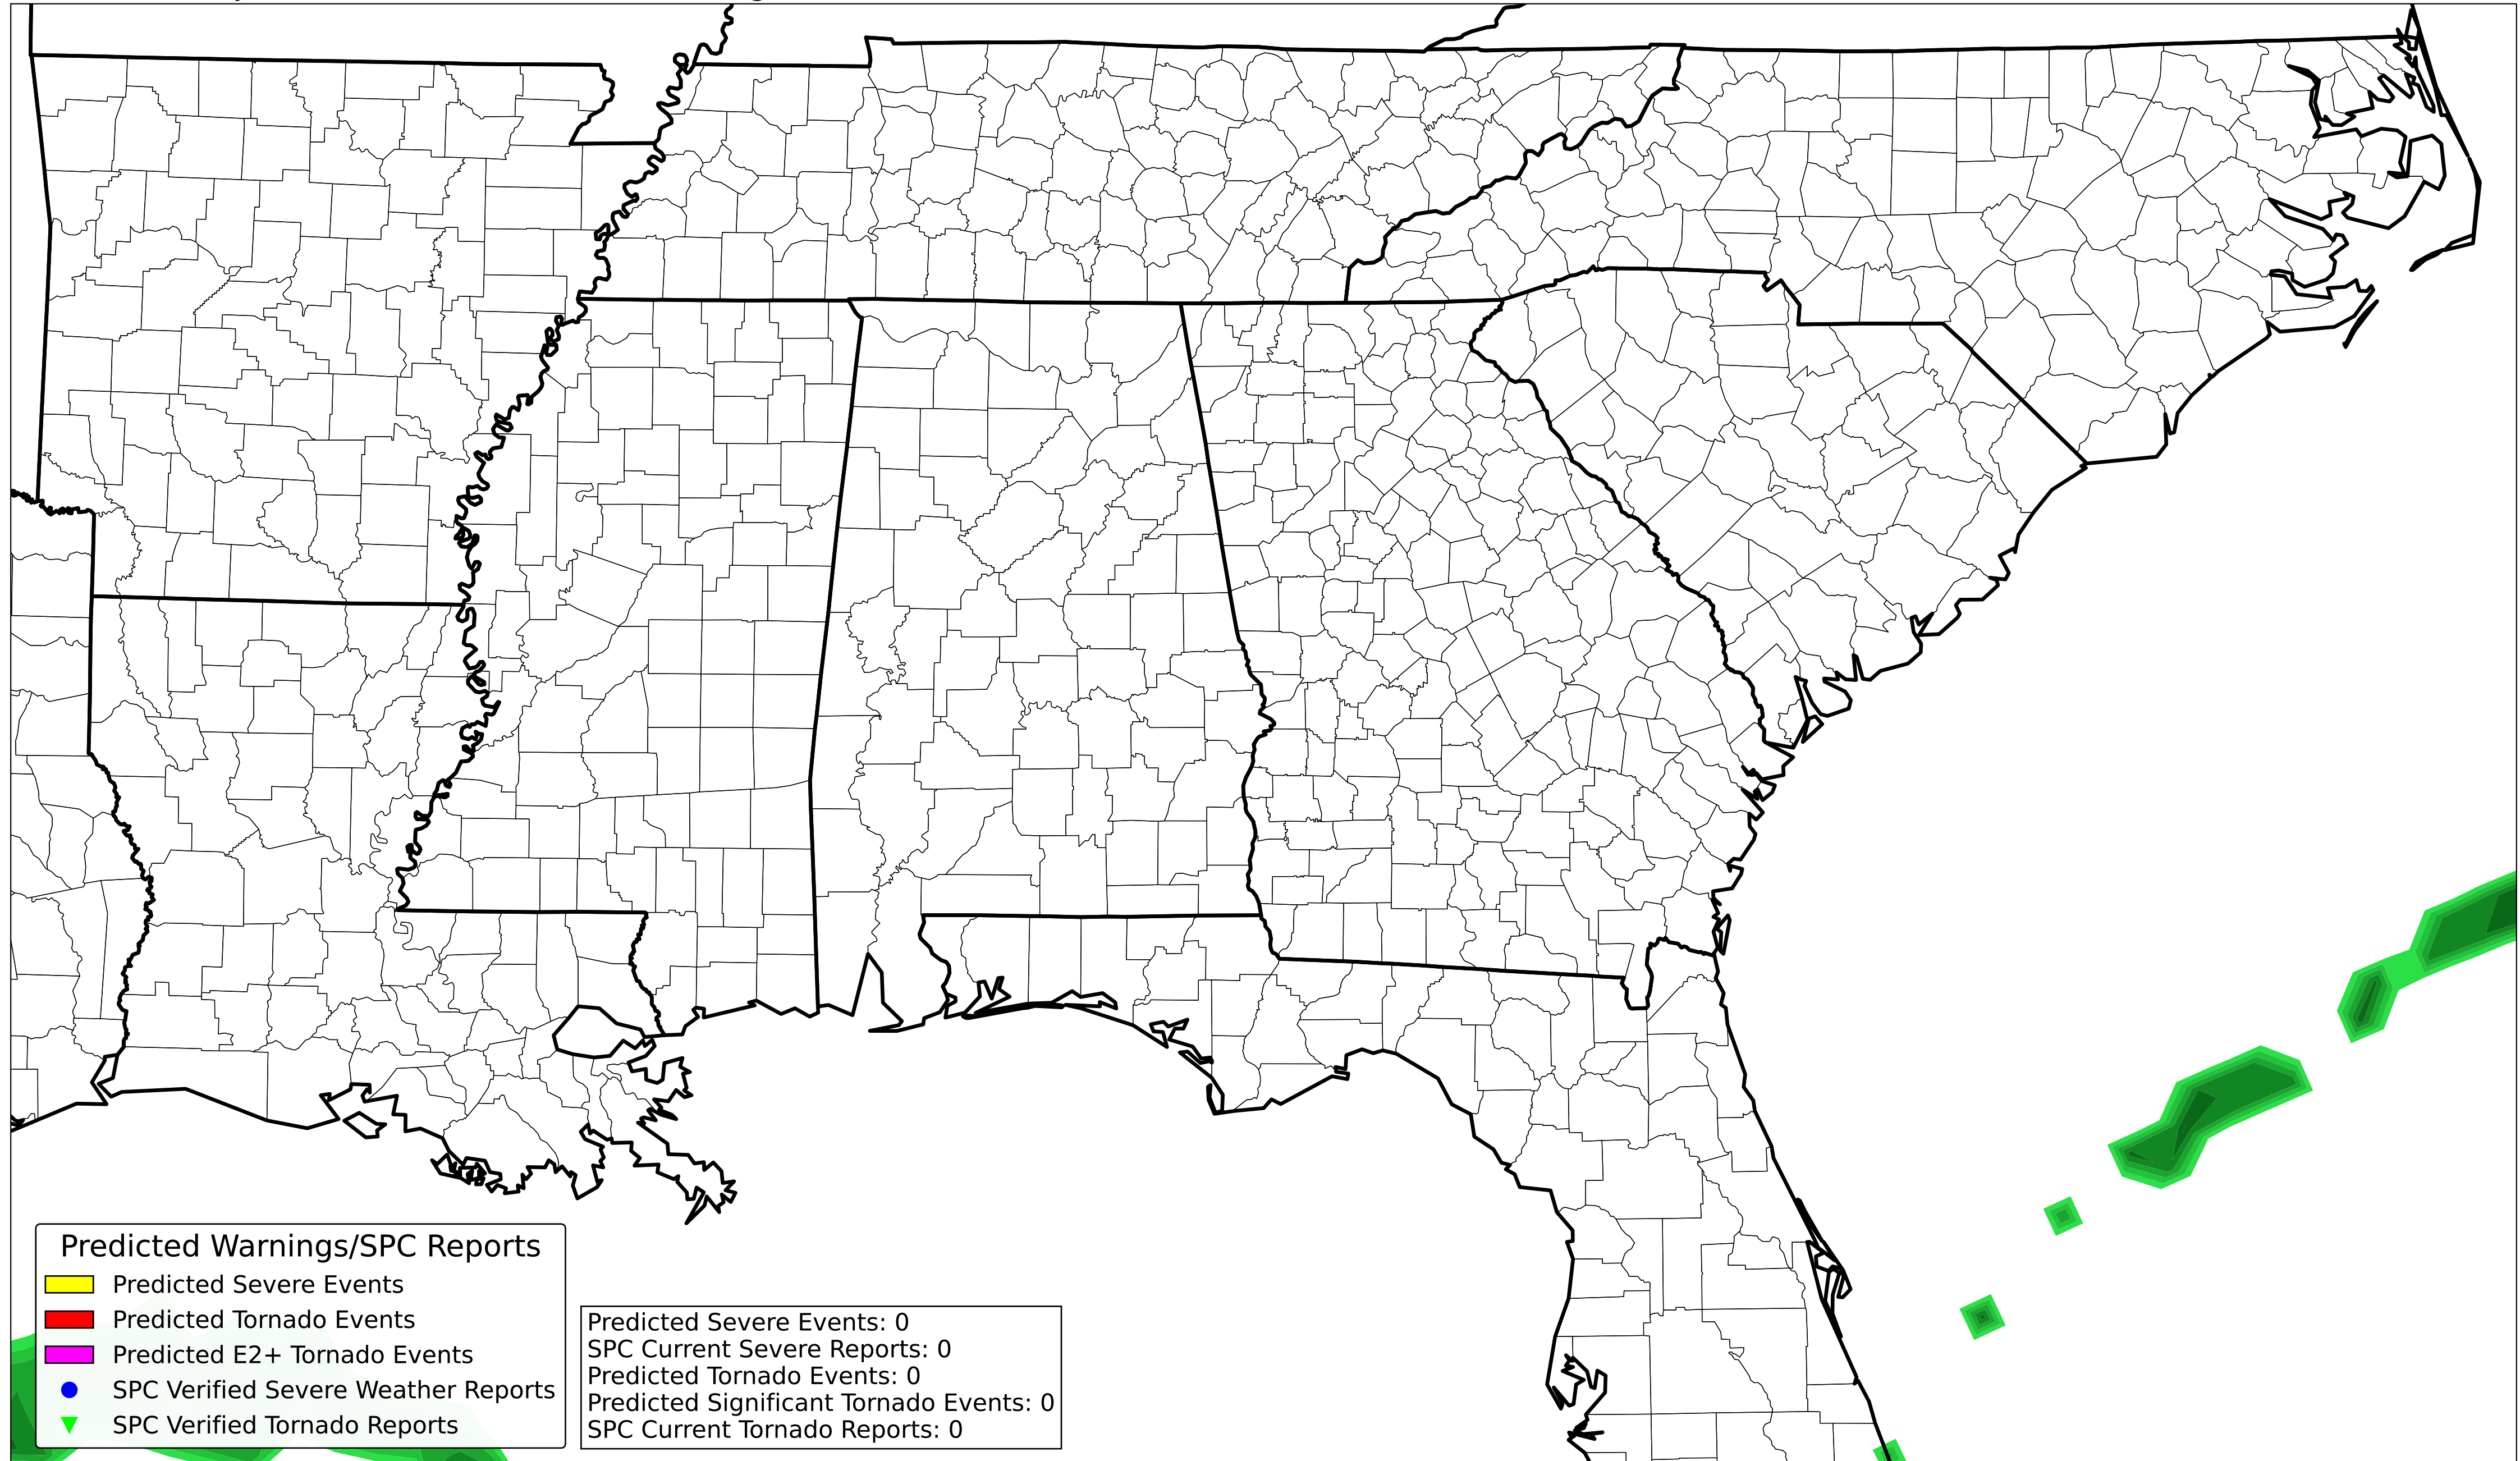 Predicted Warnings/SPC Reports
Predicted Severe Events
Predicted Tornado Events
Predicted E2+ Tornado Events
SPC Verified Severe Weather Reports
SPC Verified Tornado Reports
Predicted Severe Events: 0
SPC Current Severe Reports: 0
Predicted Tornado Events: 0
Predicted Significant Tornado Events: 0
SPC Current Tornado Reports: 0